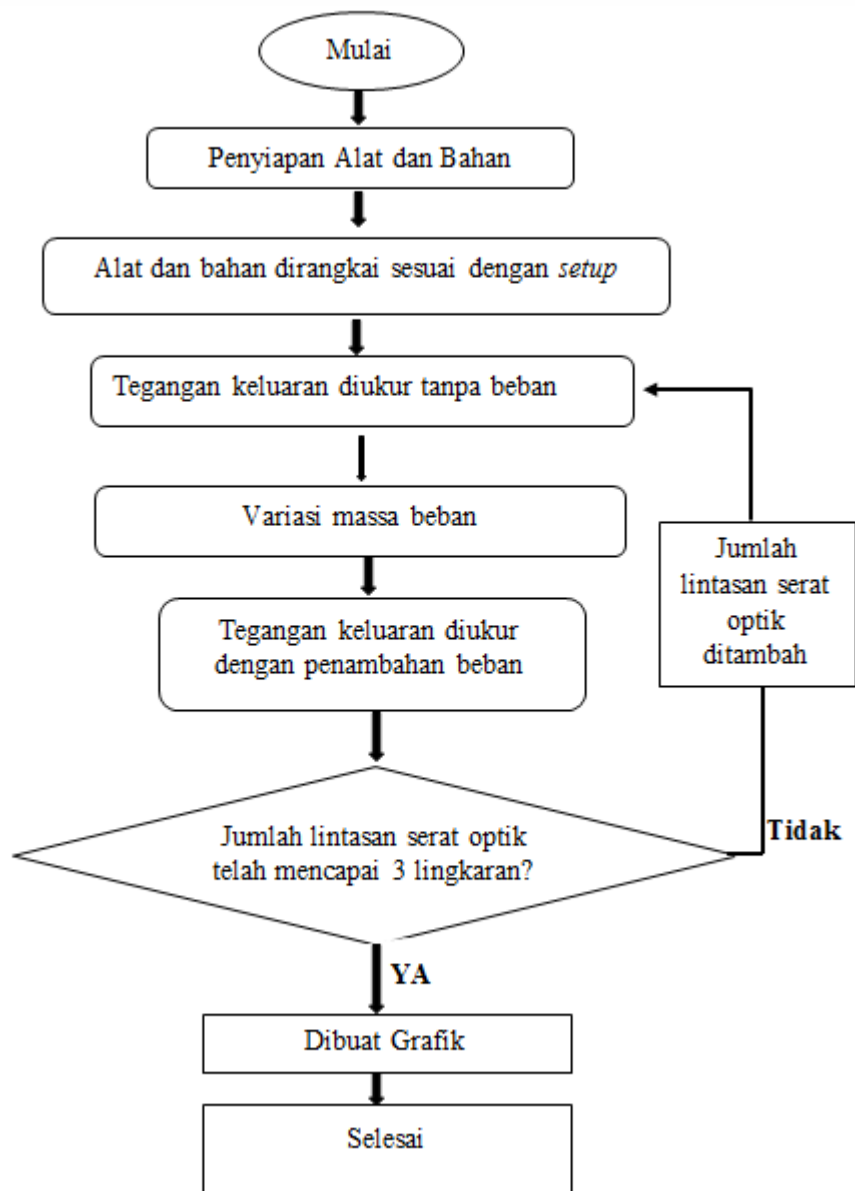 Mulai
Penyiapan Alat dan Bahan
Alat dan bahan dirangkai sesuai dengan setup
Tegangan keluaran diukur tanpa beban
Variasi massa beban
Jumlah
lintasan serat
optik
ditambah
Tegangan keluaran diukur
dengan penambahan beban
Tidak
Jumlah lintasan serat optik
telah mencapai 3 lingkaran?
YA
Dibuat Grafik
Selesai